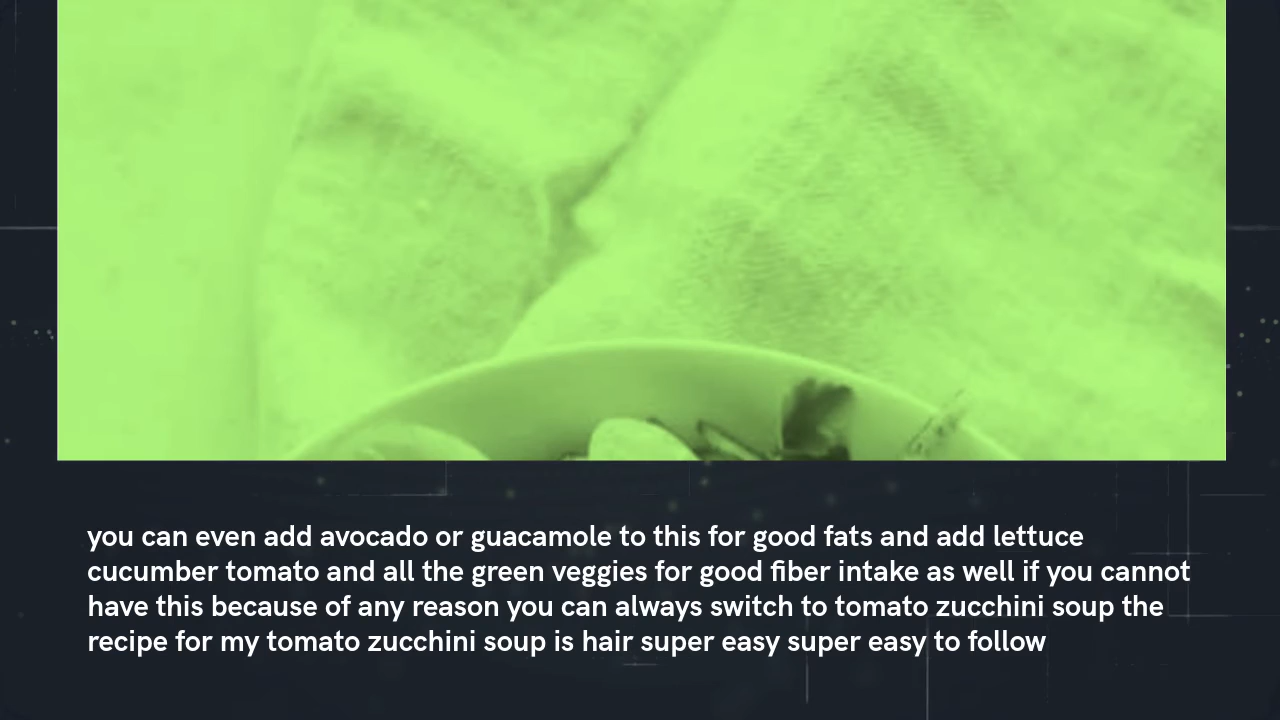 you can even add avocado or guacamole to this for good fats and add lettuce
cucumber tomato and all the green veggies for good fiber intake as well if you cannot
have this because of any reason you can always switch to tomato zucchini soup the
recipe for my tomato zucchini soup is hair super easy super easy to follow